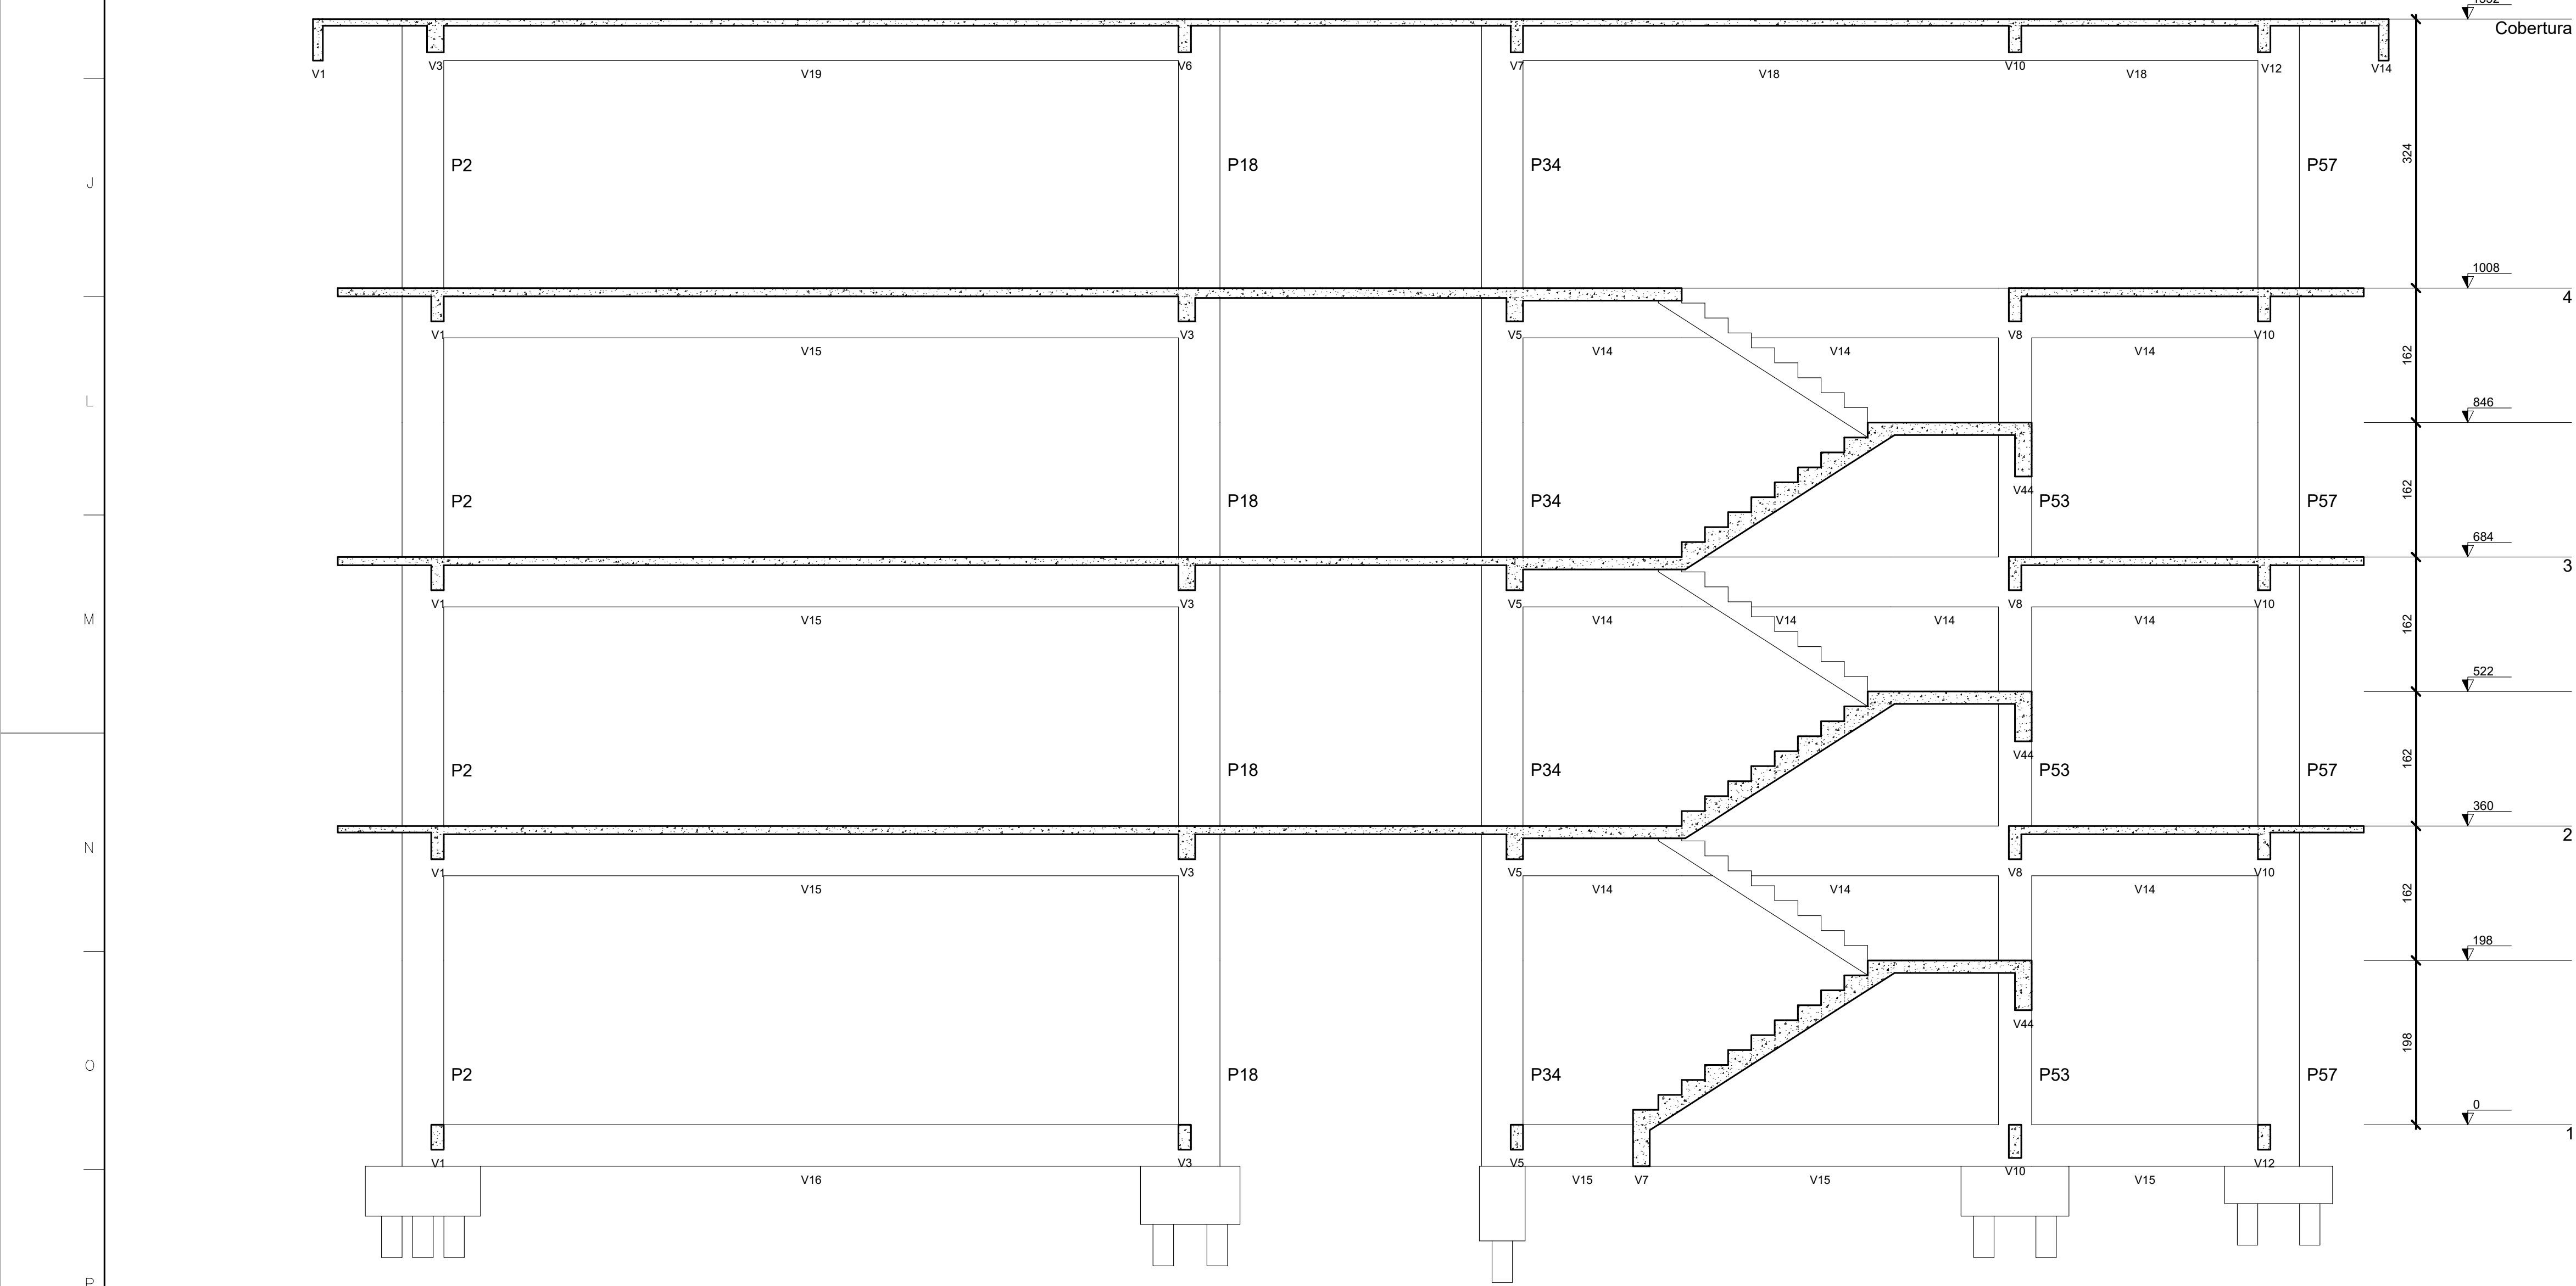 Cobertura
V1 V3 V19 V6 V7 V18 V10 V18 V12 V14
J P2 P18 P34 P57 324
1008
4
V1 V15 V3 V5 V14 V14 V8 V14 V10 162
L
846
P2 P18 P34 V44 P53 P57 162
684
3
V1 V15 V3 V5 V14 V14 V14 V8 V14 V10 162
M
522
P2 P18 P34 V44 P53 P57 162
360
2
N
V1 V15 V3 V5 V14 V14 V8 V14 V10 162
198
V44
O P2 P18 P34 P53 P57 198
0
1
V1 V16 V3 V5 V15 V7 V15 V10 V15 V12